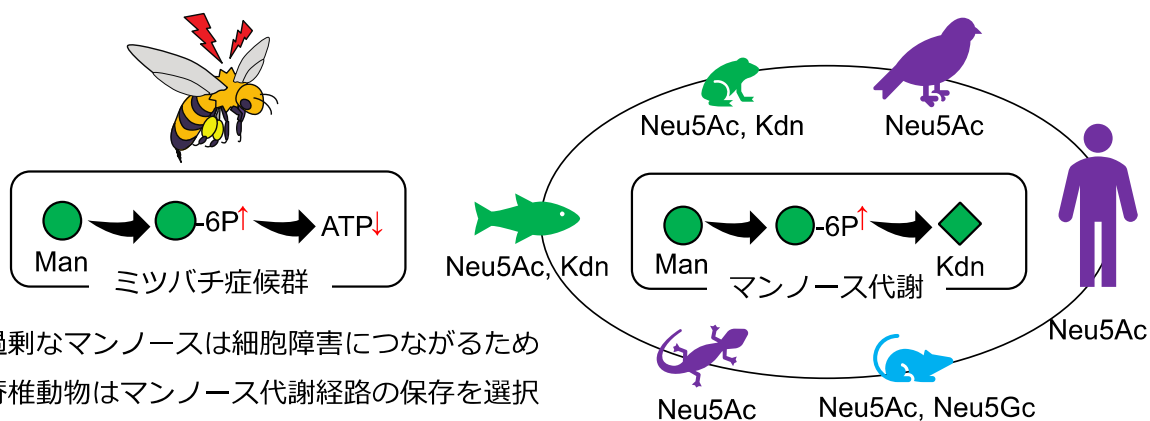 Man
-6P↑
ATP↓
ミツバチ症候群
剰なマンノースは細胞障害につながるため
椎動物はマンノース代謝経路の保存を選択
Neu5Ac, Kdn
Neu5Ac
Neu5Ac, Kdn
Man
-6P↑
Kdn
マンノース代謝
Neu5Ac
Neu5Ac
Neu5Ac, Neu5Gc